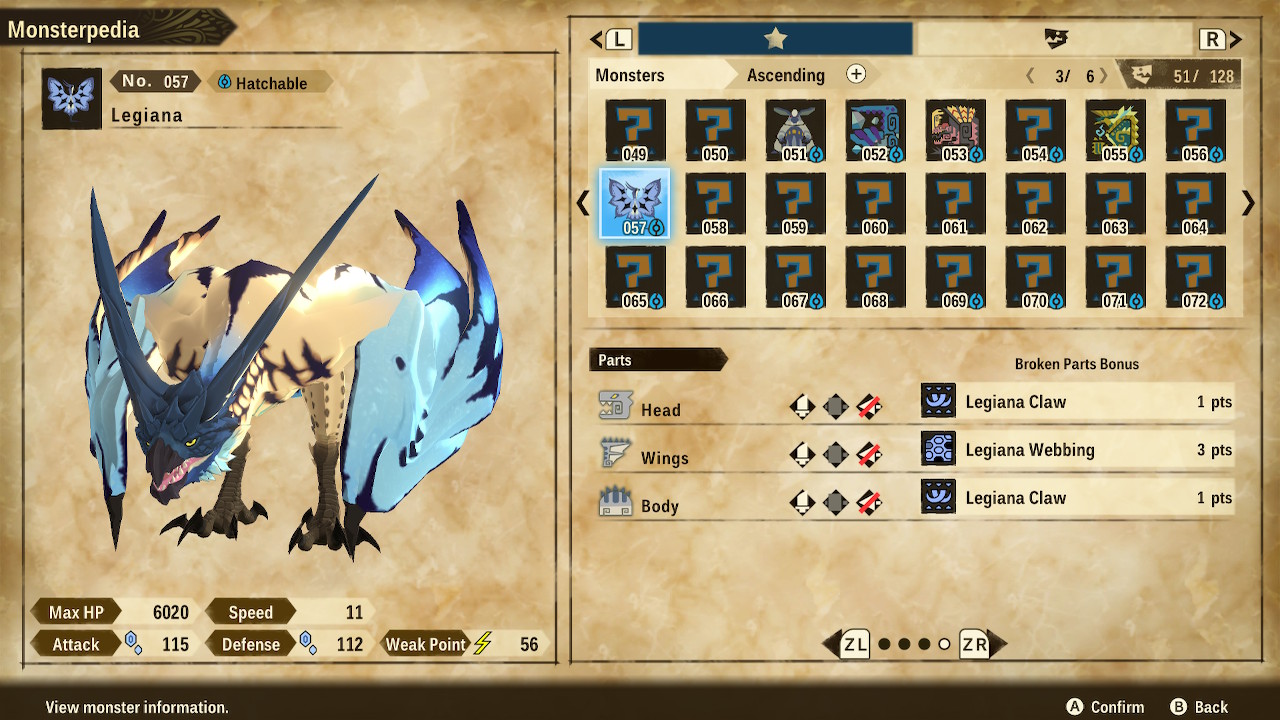 Monsterpedia
No. 057
Hatchable
Legiana
Max HP 6020
Speed 11
Attack 115
Defense 112
Weak Point 56
L
R
Monsters
Ascending
3/ 6
51/ 128
? 049
? 050
051
052
053
? 054
055
? 056
057
? 058
? 059
? 060
? 061
? 062
? 063
? 064
? 065
? 066
? 067
? 068
? 069
? 070
? 071
? 072
Parts
Broken Parts Bonus
Head
Legiana Claw 1 pts
Wings
Legiana Webbing 3 pts
Body
Legiana Claw 1 pts
ZL
ZR
View monster information.
A Confirm
B Back